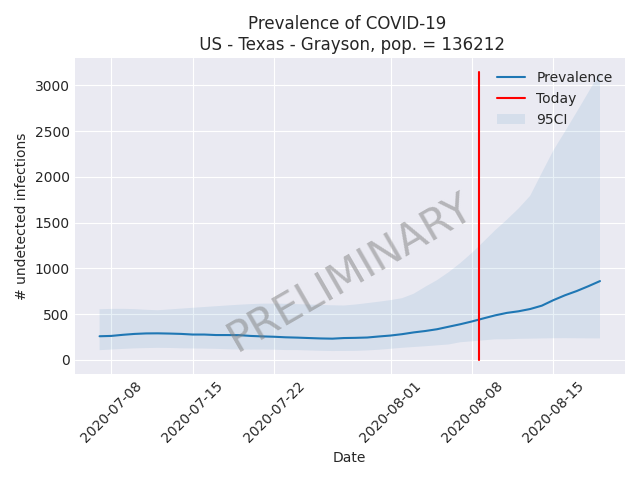 Prevalence of COVID-19
US - Texas - Grayson, pop. = 136212
3000
2500
2000
1500
1000
500
0
# undetected infections
Prevalence
Today
95CI
PRELIMINARY
2020-07-08
2020-07-15
2020-07-22
2020-08-01
2020-08-08
2020-08-15
Date